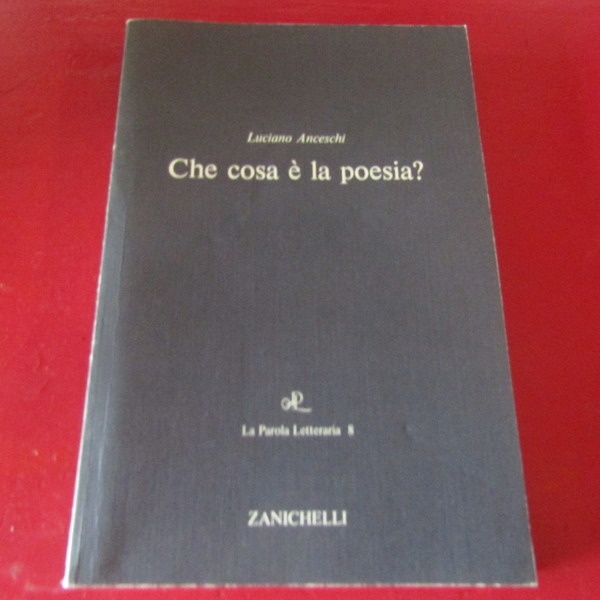 Luciano Anceschi
Che cosa è la poesia?
La Parola Letteraria 8
ZANICHELLI